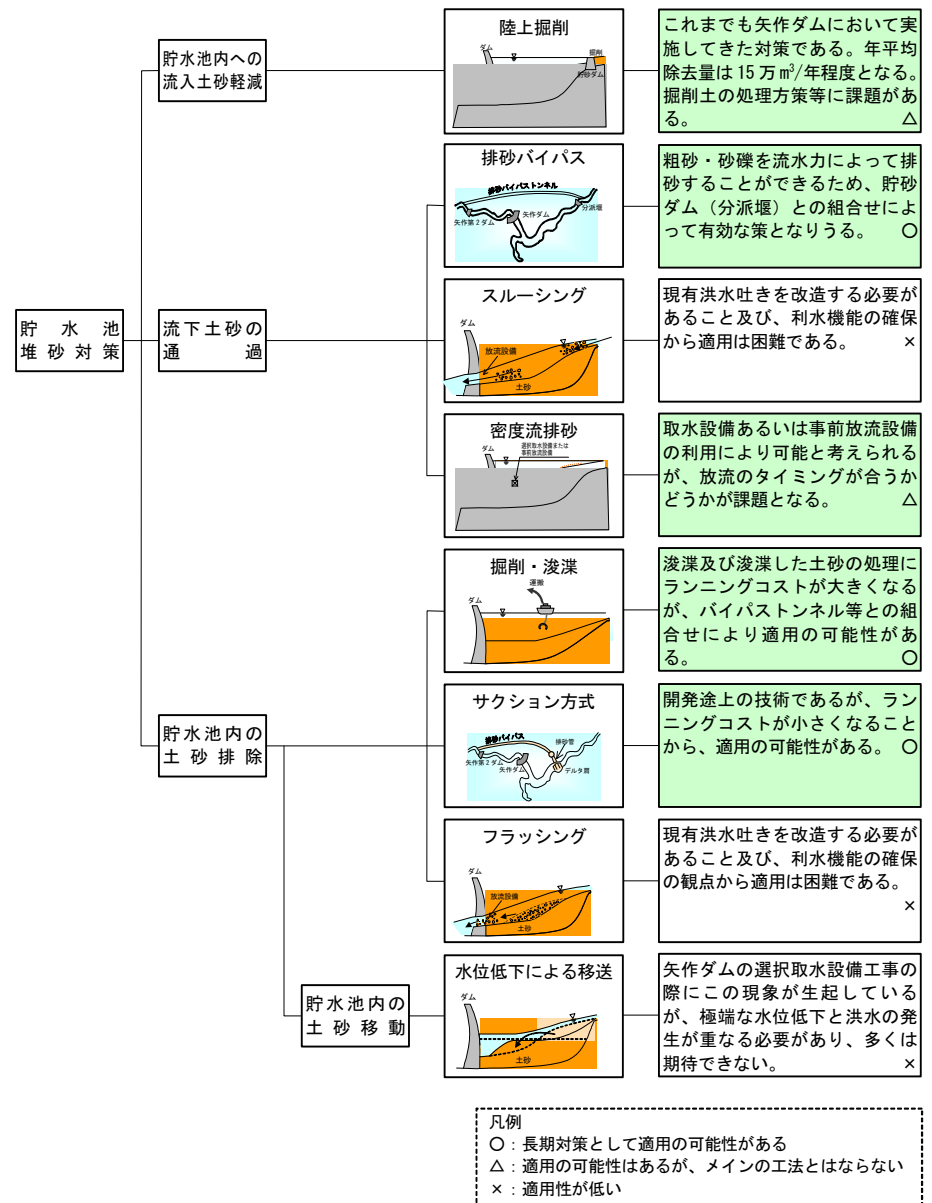 貯水池堆砂対策
貯水池内への
流入土砂軽減
陸上掘削
ダム
掘削
貯砂ダム
これまでも矢作ダムにおいて実
施してきた対策である。年平均
除去量は15万m³/年程度となる。
掘削土の処理方策等に課題があ
る。 △
流下土砂の
通過
排砂バイパス
排砂バイパストンネル
分派堰
矢作ダム
矢作第2ダム
粗砂・砂礫を流水力によって排
砂することができるため、貯砂
ダム（分派堰）との組合せによ
って有効な策となりうる。 ○
スルーシング
ダム
放流設備
土砂
現有洪水吐きを改造する必要が
あること及び、利水機能の確保
から適用は困難である。 ×
密度流排砂
ダム
選択取水設備または
事前放流設備
取水設備あるいは事前放流設備
の利用により可能と考えられる
が、放流のタイミングが合うか
どうかが課題となる。 △
貯水池内の
土砂排除
掘削・浚渫
運搬
ダム
浚渫及び浚渫した土砂の処理に
ランニングコストが大きくなる
が、バイパストンネル等との組
合せにより適用の可能性があ
る。 ○
サクション方式
排砂バイパス
排砂管
矢作第2ダム
矢作ダム
デルタ肩
開発途上の技術であるが、ラン
ニングコストが小さくなること
から、適用の可能性がある。 ○
フラッシング
ダム
放流設備
土砂
現有洪水吐きを改造する必要が
あること及び、利水機能の確保
の観点から適用は困難である。
×
貯水池内の
土砂移動
水位低下による移送
ダム
土砂
矢作ダムの選択取水設備工事の
際にこの現象が生起している
が、極端な水位低下と洪水の発
生が重なる必要があり、多くは
期待できない。 ×
凡例
○：長期対策として適用の可能性がある
△：適用の可能性はあるが、メインの工法とはならない
×：適用性が低い